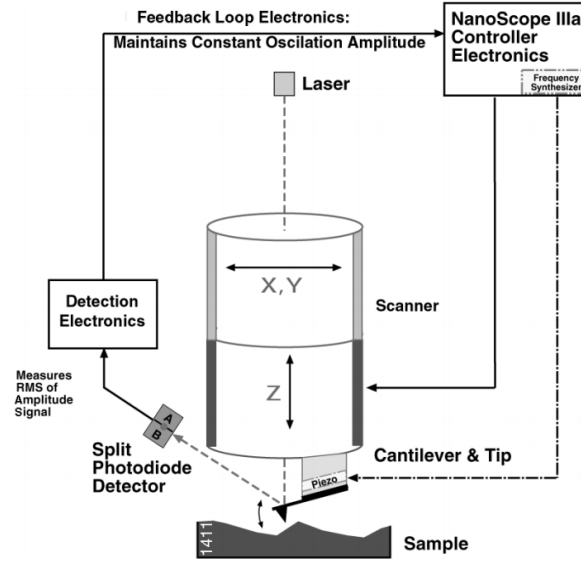 Feedback Loop Electronics:
Maintains Constant Oscilation Amplitude
NanoScope IIIa
Controller
Electronics
Frequency
Synthesizer
Laser
X,Y
Scanner
Detection
Electronics
Z
Measures
RMS of
Amplitude
Signal
A
B
Split
Photodiode
Detector
Cantilever & Tip
Piezo
1411
Sample